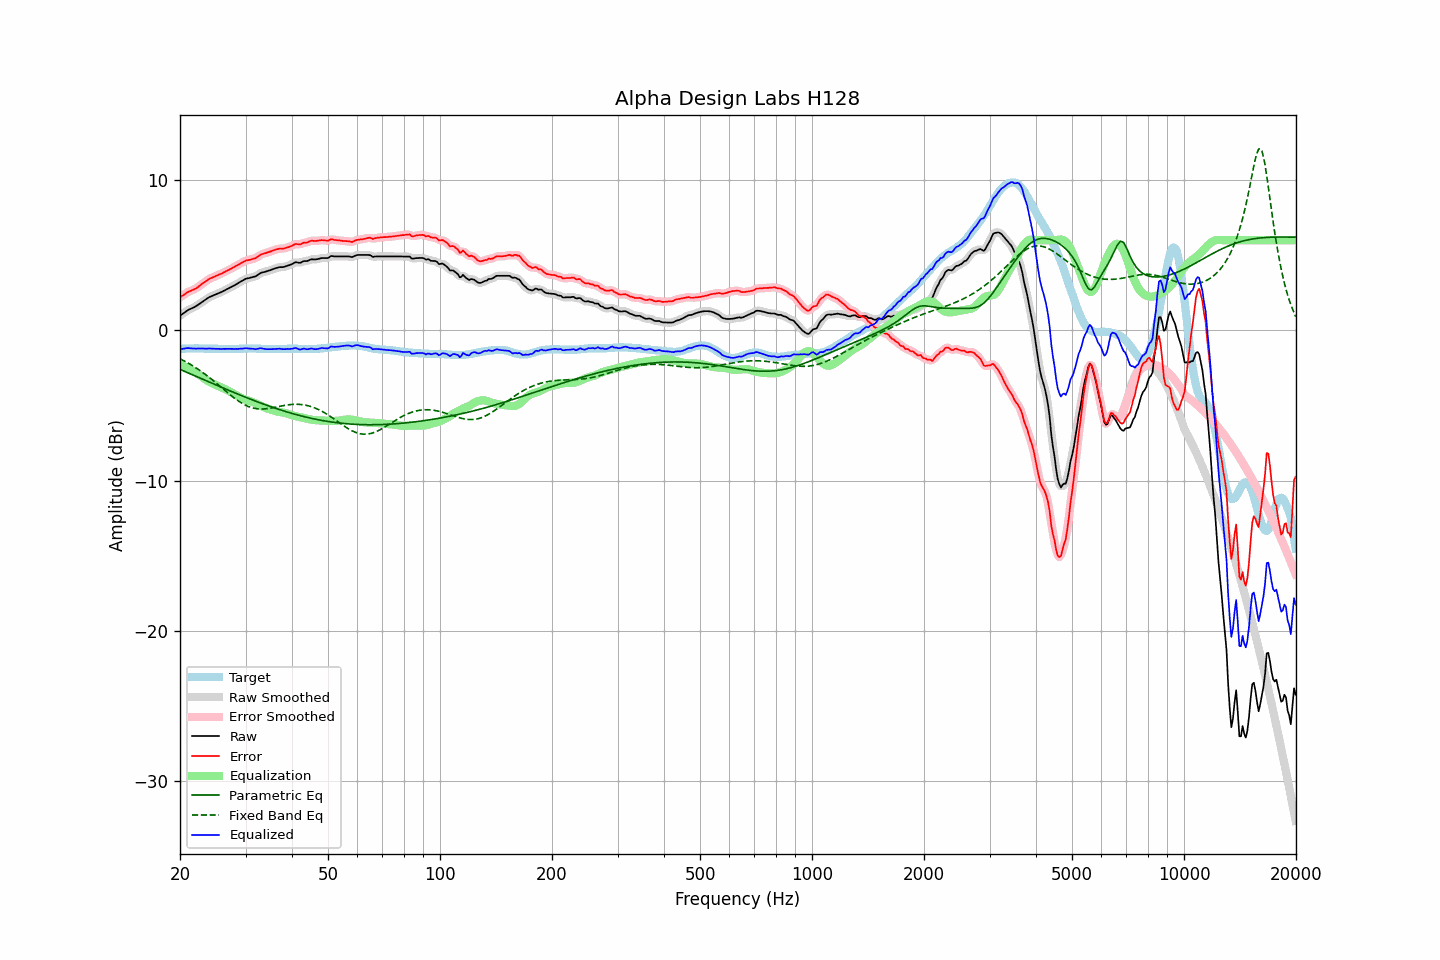 Alpha Design Labs H128
10
0
−10
−20
−30
Amplitude (dBr)
Target
Raw Smoothed
Error Smoothed
Raw
Error
Equalization
Parametric Eq
Fixed Band Eq
Equalized
20 50 100 200 500 1000 2000 5000 10000 20000
Frequency (Hz)